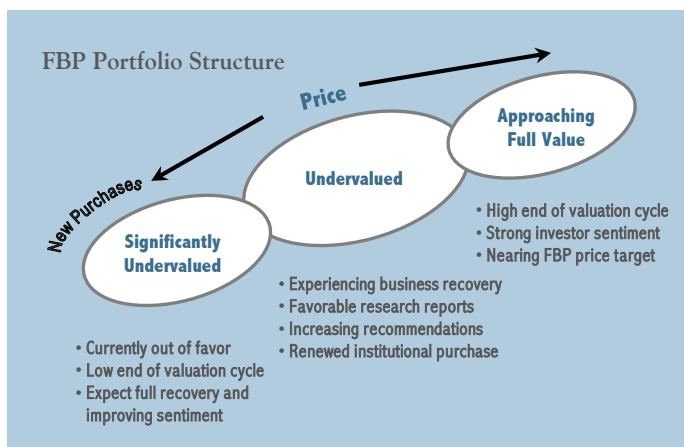 FBP Portfolio Structure
Price
Approaching
Full Value
Undervalued
New Purchases
Significantly
Undervalued
• High end of valuation cycle
• Strong investor sentiment
• Nearing FBP price target
• Experiencing business recovery
• Favorable research reports
• Increasing recommendations
• Renewed institutional purchase
• Currently out of favor
• Low end of valuation cycle
• Expect full recovery and
improving sentiment